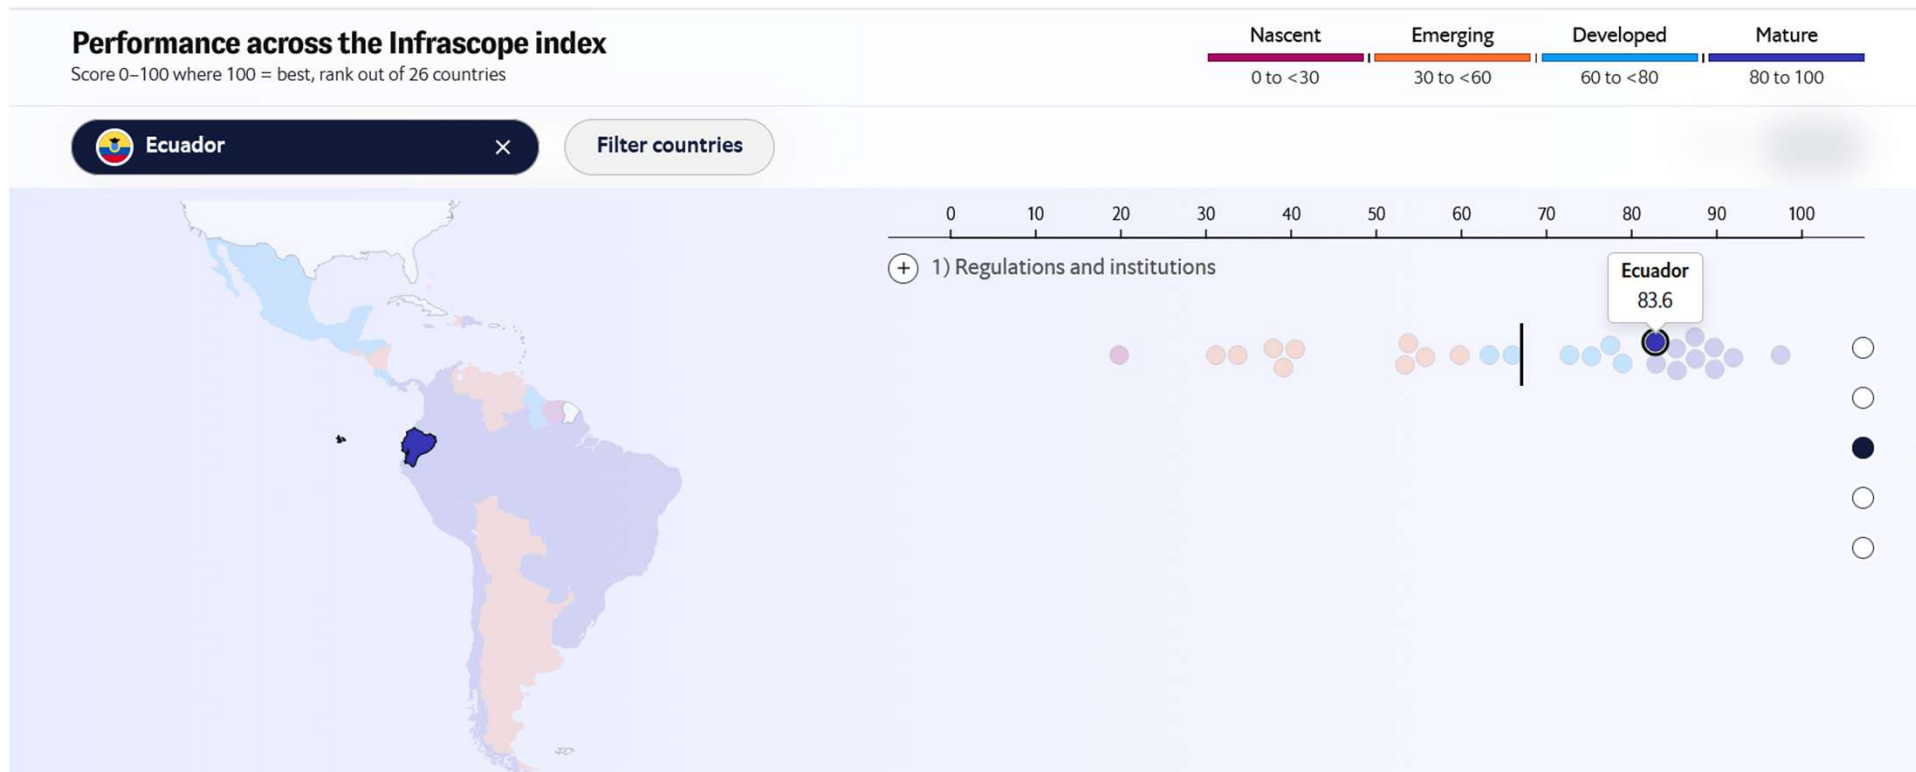 Performance across the Infrascope index
Score 0–100 where 100 = best, rank out of 26 countries
Nascent Emerging Developed Mature
0 to <30 30 to <60 60 to <80 80 to 100
Ecuador × Filter countries
0 10 20 30 40 50 60 70 80 90 100
+ 1) Regulations and institutions
Ecuador
83.6